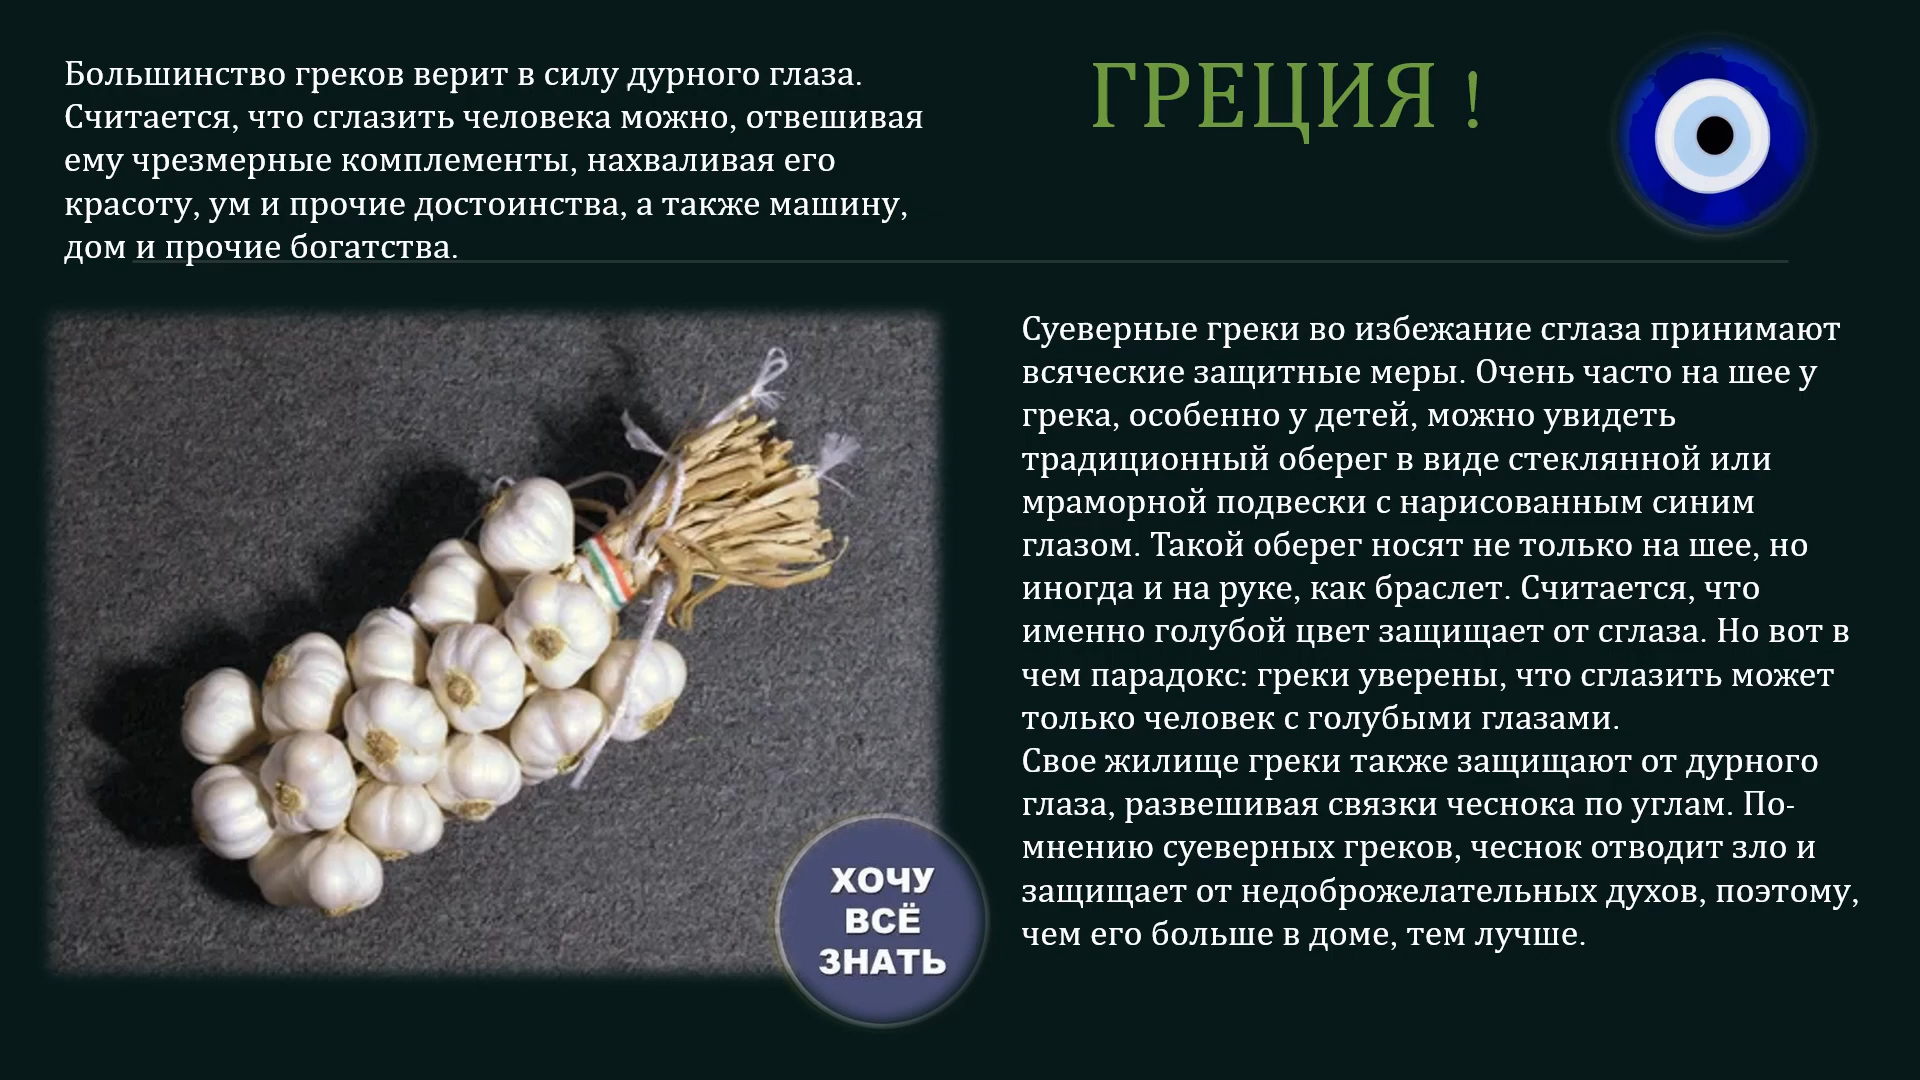 Большинство греков верит в силу дурного глаза.
Считается, что сглазить человека можно, отвешивая
ему чрезмерные комплементы, нахваливая его
красоту, ум и прочие достоинства, а также машину,
дом и прочие богатства.
ГРЕЦИЯ !
Суеверные греки во избежание сглаза принимают
всяческие защитные меры. Очень часто на шее у
грека, особенно у детей, можно увидеть
традиционный оберег в виде стеклянной или
мраморной подвески с нарисованным синим
глазом. Такой оберег носят не только на шее, но
иногда и на руке, как браслет. Считается, что
именно голубой цвет защищает от сглаза. Но вот в
чем парадокс: греки уверены, что сглазить может
только человек с голубыми глазами.
Свое жилище греки также защищают от дурного
глаза, развешивая связки чеснока по углам. По-
мнению суеверных греков, чеснок отводит зло и
защищает от недоброжелательных духов, поэтому,
чем его больше в доме, тем лучше.
ХОЧУ
ВСЁ
ЗНАТЬ